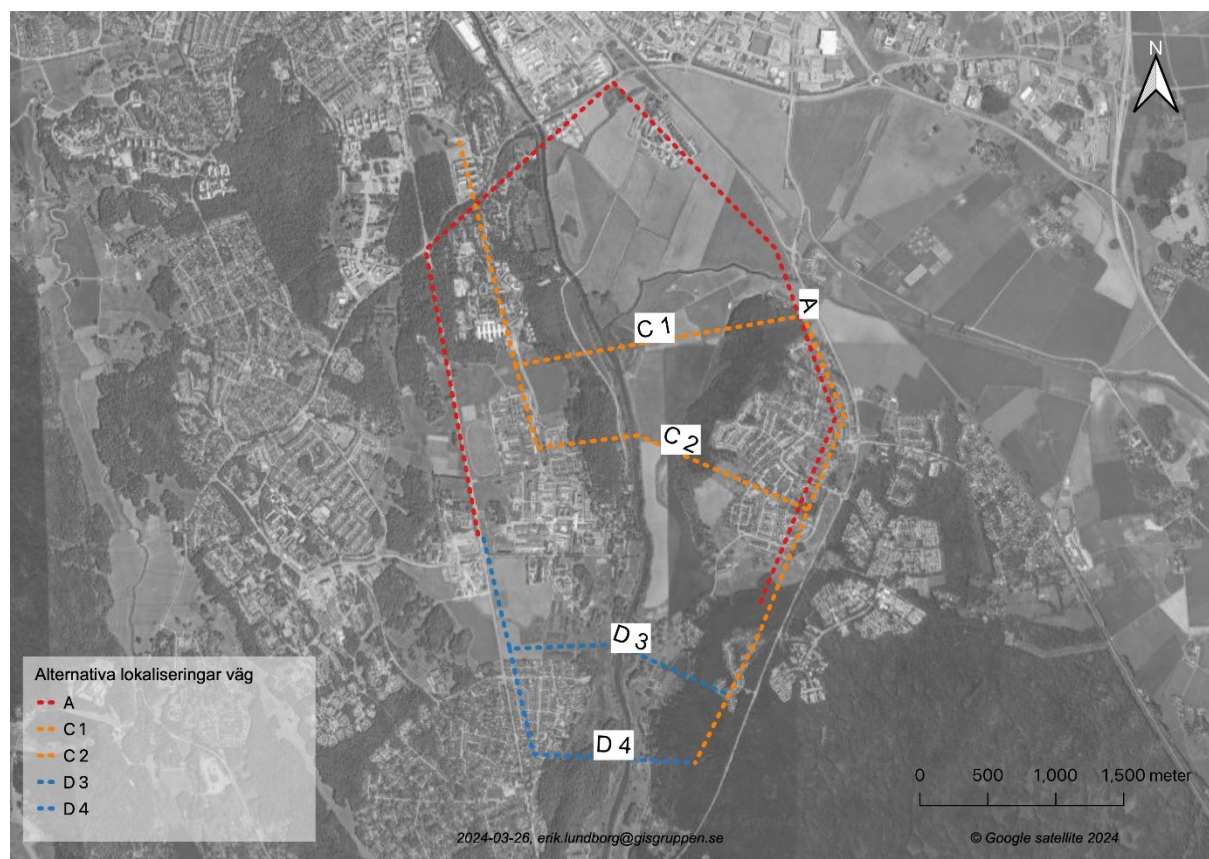 N
A
C 1
C 2
D 3
D 4
Alternativa lokaliseringar väg
A
C 1
C 2
D 3
D 4
0 500 1,000 1,500 meter
2024-03-26, erik.lundborg@gisgruppen.se
© Google satellite 2024